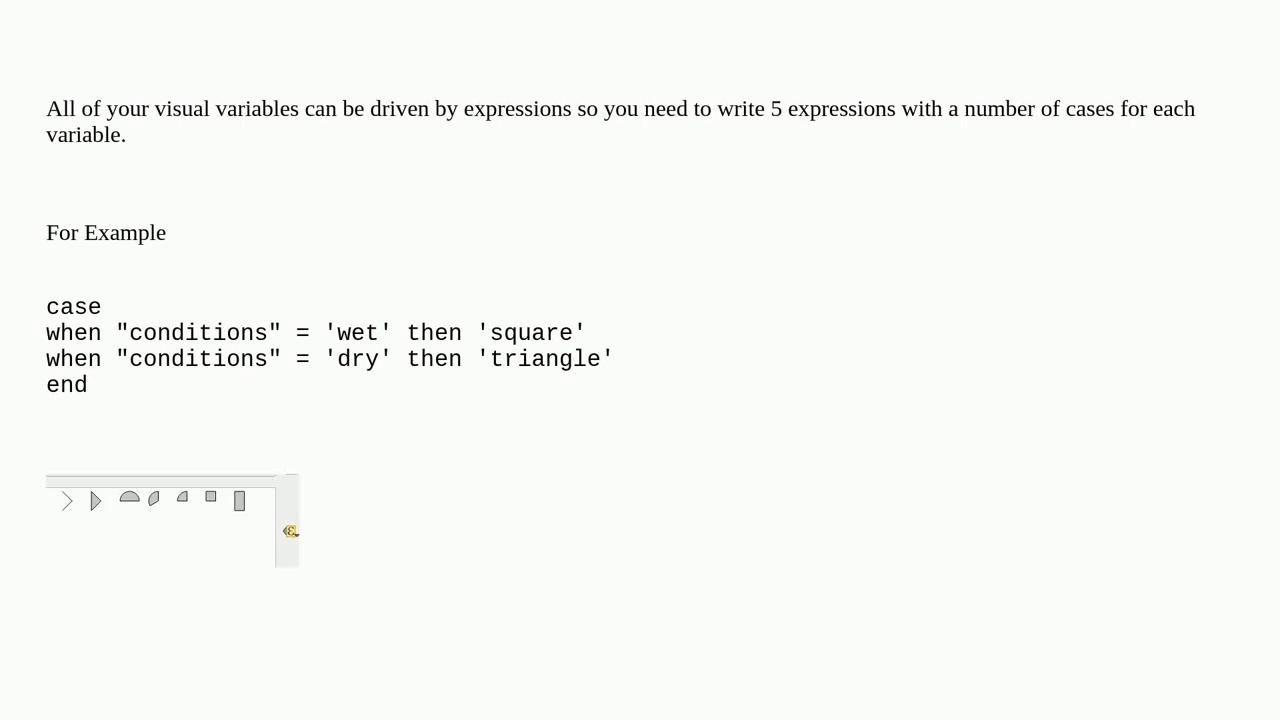 All of your visual variables can be driven by expressions so you need to write 5 expressions with a number of cases for each
variable.
For Example
case
when "conditions" = 'wet' then 'square'
when "conditions" = 'dry' then 'triangle'
end